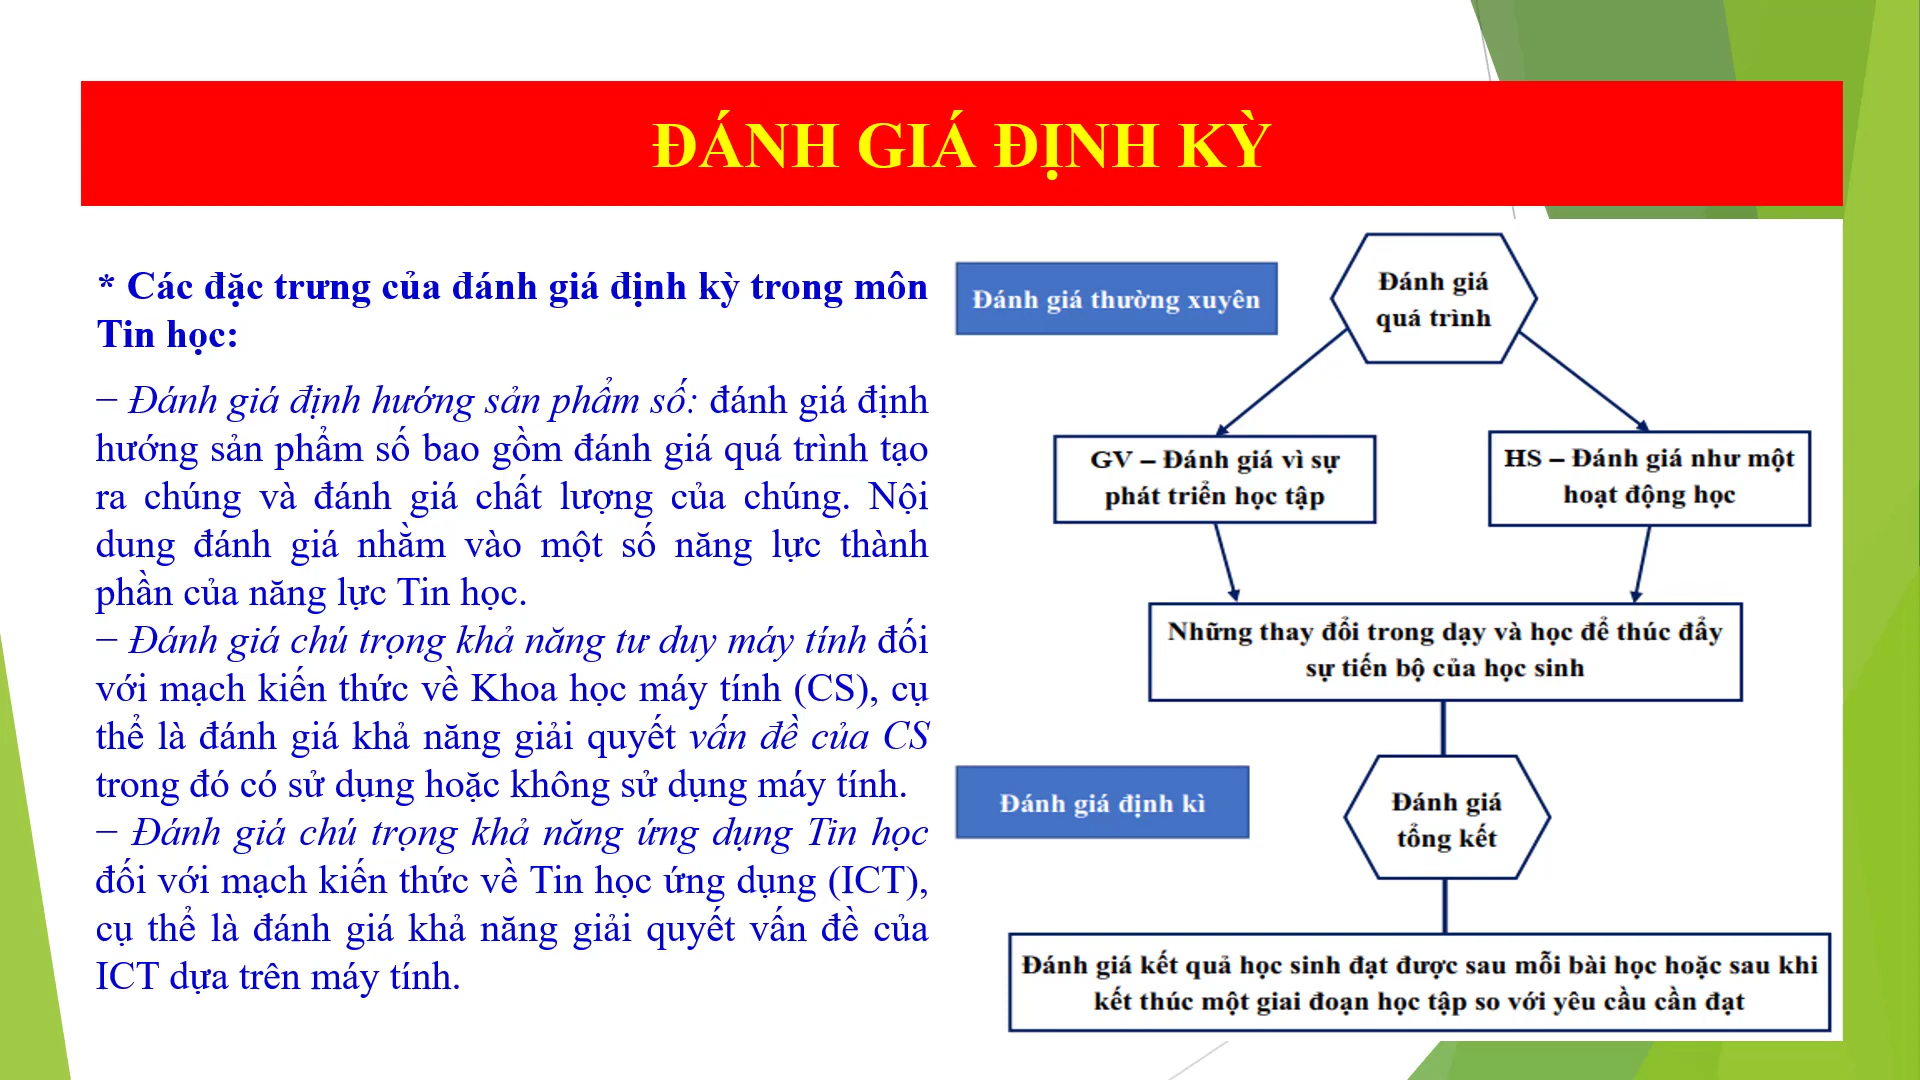 ĐÁNH GIÁ ĐỊNH KỲ
* Các đặc trưng của đánh giá định kỳ trong môn
Tin học:
− Đánh giá định hướng sản phẩm số: đánh giá định
hướng sản phẩm số bao gồm đánh giá quá trình tạo
ra chúng và đánh giá chất lượng của chúng. Nội
dung đánh giá nhằm vào một số năng lực thành
phần của năng lực Tin học.
− Đánh giá chú trọng khả năng tư duy máy tính đối
với mạch kiến thức về Khoa học máy tính (CS), cụ
thể là đánh giá khả năng giải quyết vấn đề của CS
trong đó có sử dụng hoặc không sử dụng máy tính.
− Đánh giá chú trọng khả năng ứng dụng Tin học
đối với mạch kiến thức về Tin học ứng dụng (ICT),
cụ thể là đánh giá khả năng giải quyết vấn đề của
ICT dựa trên máy tính.
Đánh giá thường xuyên
Đánh giá
quá trình
GV – Đánh giá vì sự
phát triển học tập
HS – Đánh giá như một
hoạt động học
Những thay đổi trong dạy và học để thúc đẩy
sự tiến bộ của học sinh
Đánh giá định kì
Đánh giá
tổng kết
Đánh giá kết quả học sinh đạt được sau mỗi bài học hoặc sau khi
kết thúc một giai đoạn học tập so với yêu cầu cần đạt